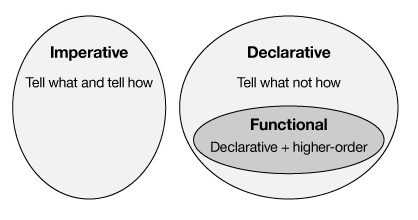 Imperative
Tell what and tell how
Declarative
Tell what not how
Functional
Declarative + higher-order